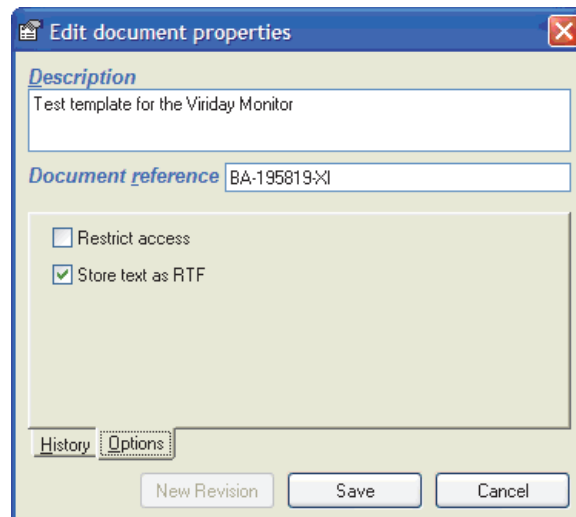 Edit document properties
Description
Test template for the Viriday Monitor
Document reference BA-195819-XI
Restrict access
Store text as RTF
History Options
New Revision Save Cancel